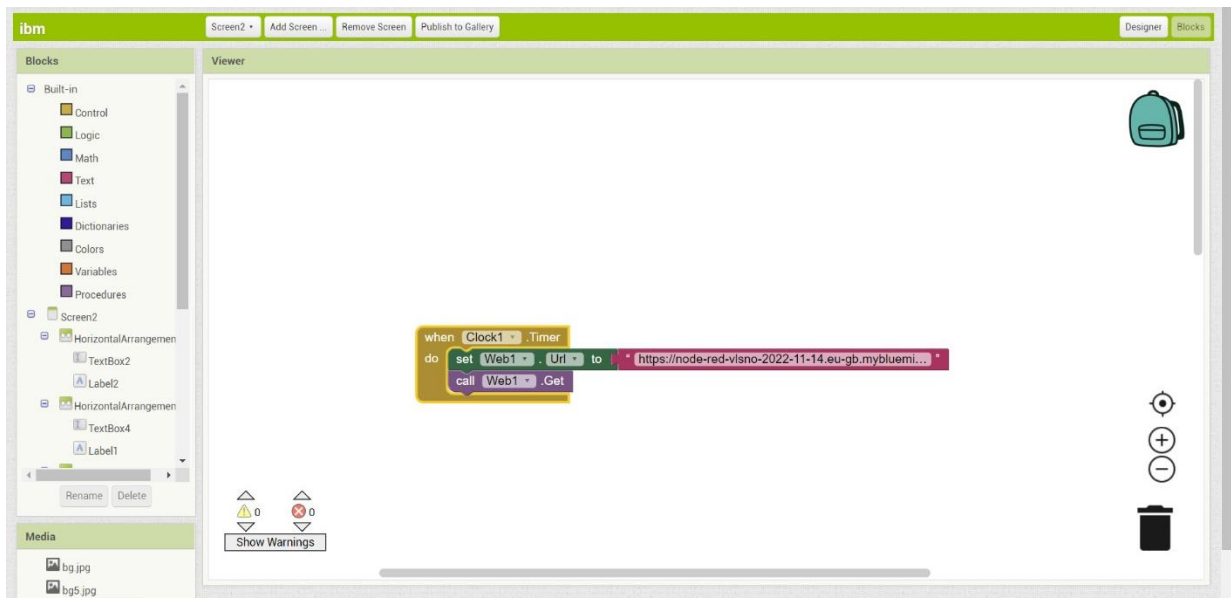 ibm
Screen2
Add Screen ...
Remove Screen
Publish to Gallery
Designer
Blocks
Blocks
Viewer
Built-in
Control
Logic
Math
Text
Lists
Dictionaries
Colors
Variables
Procedures
Screen2
HorizontalArrangemen
TextBox2
Label2
HorizontalArrangemen
TextBox4
Label1
Rename
Delete
Media
bg.jpg
bg5.jpg
when Clock1 .Timer
do set Web1 . Url to " https://node-red-vlsno-2022-11-14.eu-gb.mybluemi... "
call Web1 .Get
0
0
Show Warnings